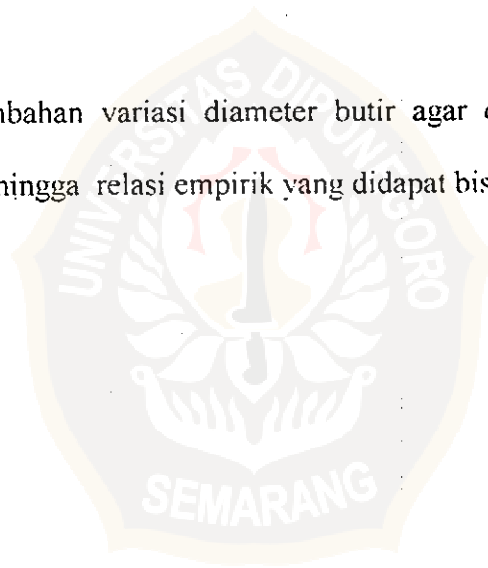 mbahan variasi diameter butir agar
hingga relasi empirik yang didapat bis
UNIVERSITAS DIPONEGORO
SEMARANG